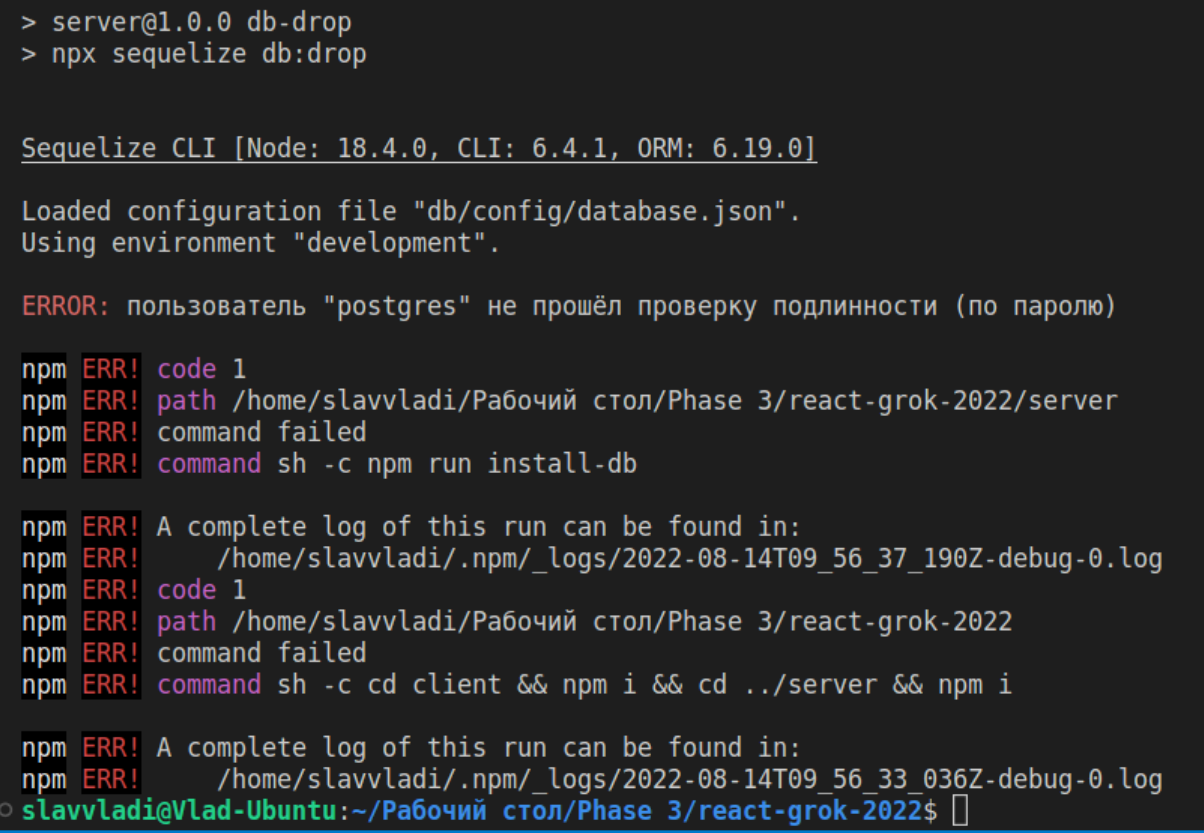 > server@1.0.0 db-drop
> npx sequelize db:drop
Sequelize CLI [Node: 18.4.0, CLI: 6.4.1, ORM: 6.19.0]
Loaded configuration file "db/config/database.json".
Using environment "development".
ERROR: пользователь "postgres" не прошёл проверку подлинности (по паролю)
npm ERR! code 1
npm ERR! path /home/slavvladi/Рабочий стол/Phase 3/react-grok-2022/server
npm ERR! command failed
npm ERR! command sh -c npm run install-db
npm ERR! A complete log of this run can be found in:
npm ERR!     /home/slavvladi/.npm/_logs/2022-08-14T09_56_37_190Z-debug-0.log
npm ERR! code 1
npm ERR! path /home/slavvladi/Рабочий стол/Phase 3/react-grok-2022
npm ERR! command failed
npm ERR! command sh -c cd client && npm i && cd ../server && npm i
npm ERR! A complete log of this run can be found in:
npm ERR!     /home/slavvladi/.npm/_logs/2022-08-14T09_56_33_036Z-debug-0.log
slavvladi@Vlad-Ubuntu:~/Рабочий стол/Phase 3/react-grok-2022$